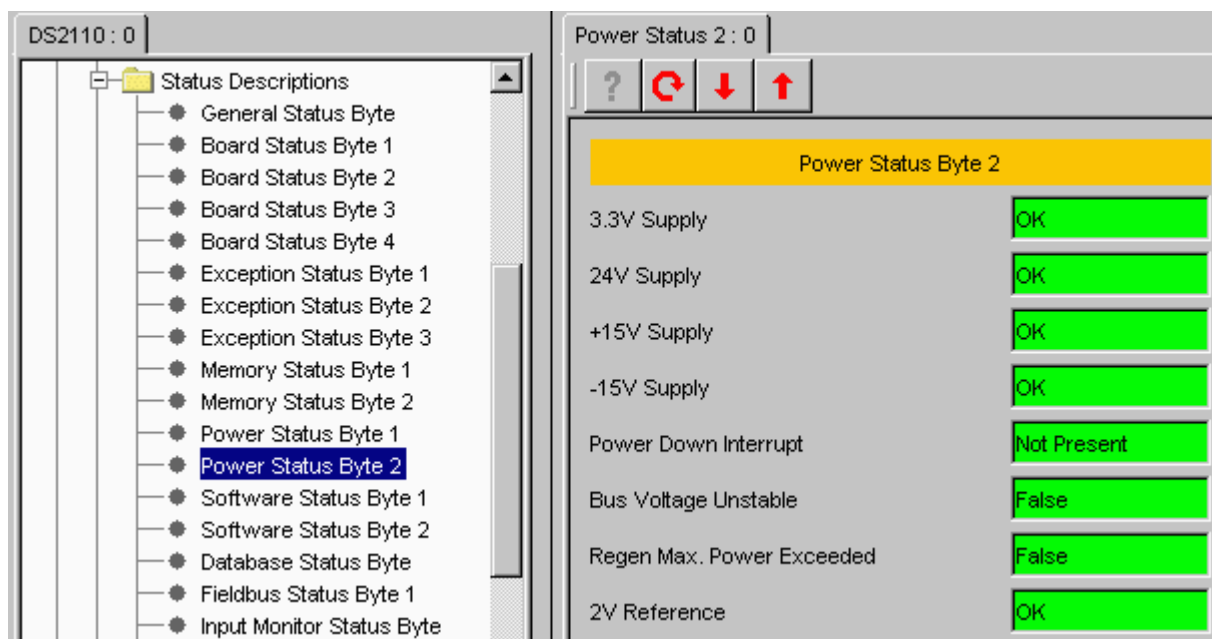 DS2110 : 0
Status Descriptions
General Status Byte
Board Status Byte 1
Board Status Byte 2
Board Status Byte 3
Board Status Byte 4
Exception Status Byte 1
Exception Status Byte 2
Exception Status Byte 3
Memory Status Byte 1
Memory Status Byte 2
Power Status Byte 1
Power Status Byte 2
Software Status Byte 1
Software Status Byte 2
Database Status Byte
Fieldbus Status Byte 1
Input Monitor Status Byte
Power Status 2 : 0
?
Power Status Byte 2
3.3V Supply OK
24V Supply OK
+15V Supply OK
-15V Supply OK
Power Down Interrupt Not Present
Bus Voltage Unstable False
Regen Max. Power Exceeded False
2V Reference OK